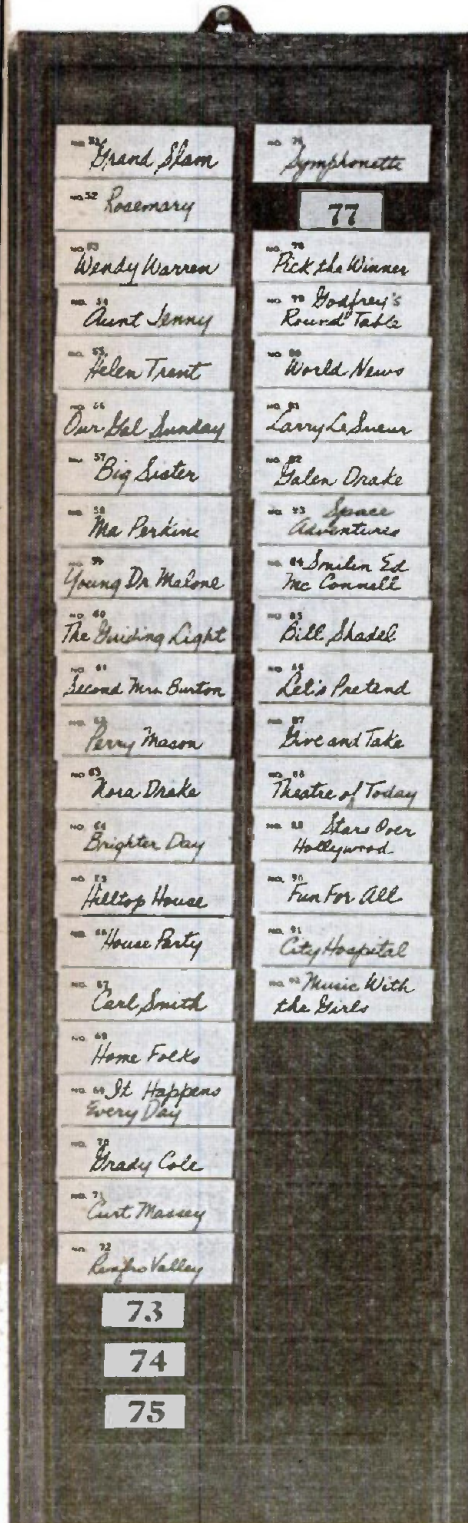 NO. 51 Grand Slam
NO. 52 Rosemary
NO. 53
Wendy Warren
NO. 54
Aunt Jenny
NO. 55
Helen Trent
NO. 56
Our Gal Sunday
NO. 57
Big Sister
NO. 58
Ma Perkins
NO. 59
Young Dr Malone
NO. 60
The Guiding Light
NO. 61
Second Mrs Burton
NO. 62
Perry Mason
NO. 63
Nora Drake
NO. 64
Brighter Day
NO. 65
Hilltop House
NO. 66
House Party
NO. 67
Carl Smith
NO. 68
Home Folks
NO. 69 It Happens
Every Day
NO. 70
Grady Cole
NO. 71
Curt Massey
NO. 72
Renfro Valley
73
74
75
NO. 76
Symphonette
77
NO. 78
Pick the Winner
NO. 79 Godfrey's
Round Table
NO. 80
World News
NO. 81
Larry LeSueur
NO. 82
Galen Drake
NO. 83 Space
Adventures
NO. 84 Smilin Ed
Mc Connell
NO. 85
Bill Shadel
NO. 86
Let's Pretend
NO. 87
Give and Take
NO. 88
Theatre of Today
NO. 89 Stars Over
Hollywood
NO. 90
Fun For All
NO. 91
City Hospital
NO. 92 Music With
the Girls